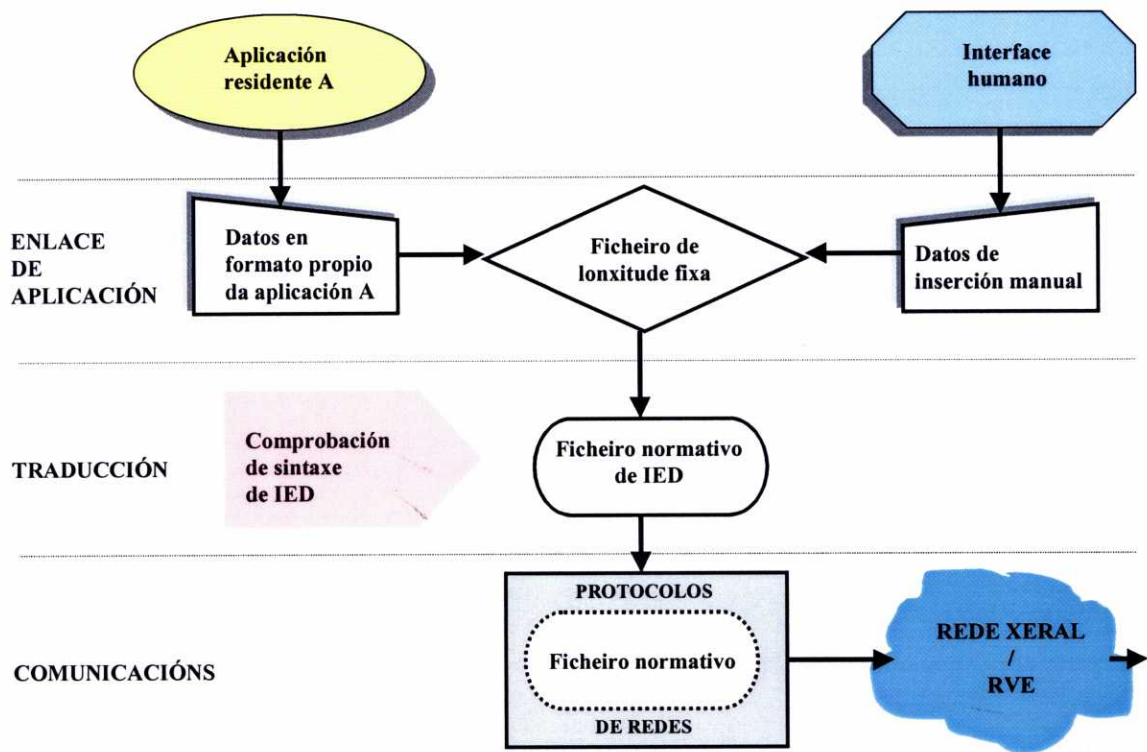 Aplicación
residente A
Interface
humano
ENLACE
DE
APLICACIÓN
Datos en
formato propio
da aplicación A
Ficheiro de
lonxitude fixa
Datos de
inserción manual
TRADUCCIÓN
Comprobación
de sintaxe
de IED
Ficheiro normativo
de IED
COMUNICACIÓNS
PROTOCOLOS
Ficheiro normativo
DE REDES
REDE XERAL
/
RVE